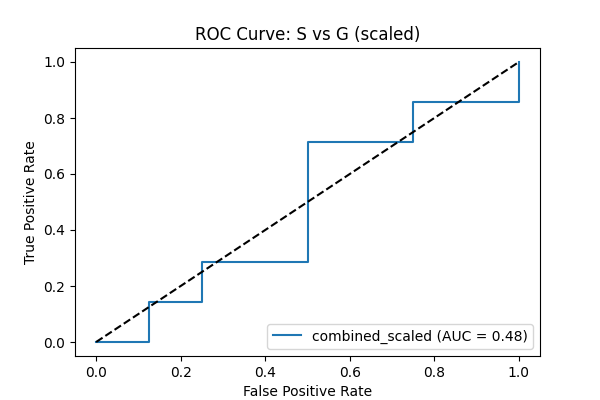 ROC Curve: S vs G (scaled)
1.0
0.8
0.6
0.4
0.2
0.0
True Positive Rate
combined_scaled (AUC = 0.48)
0.0 0.2 0.4 0.6 0.8 1.0
False Positive Rate